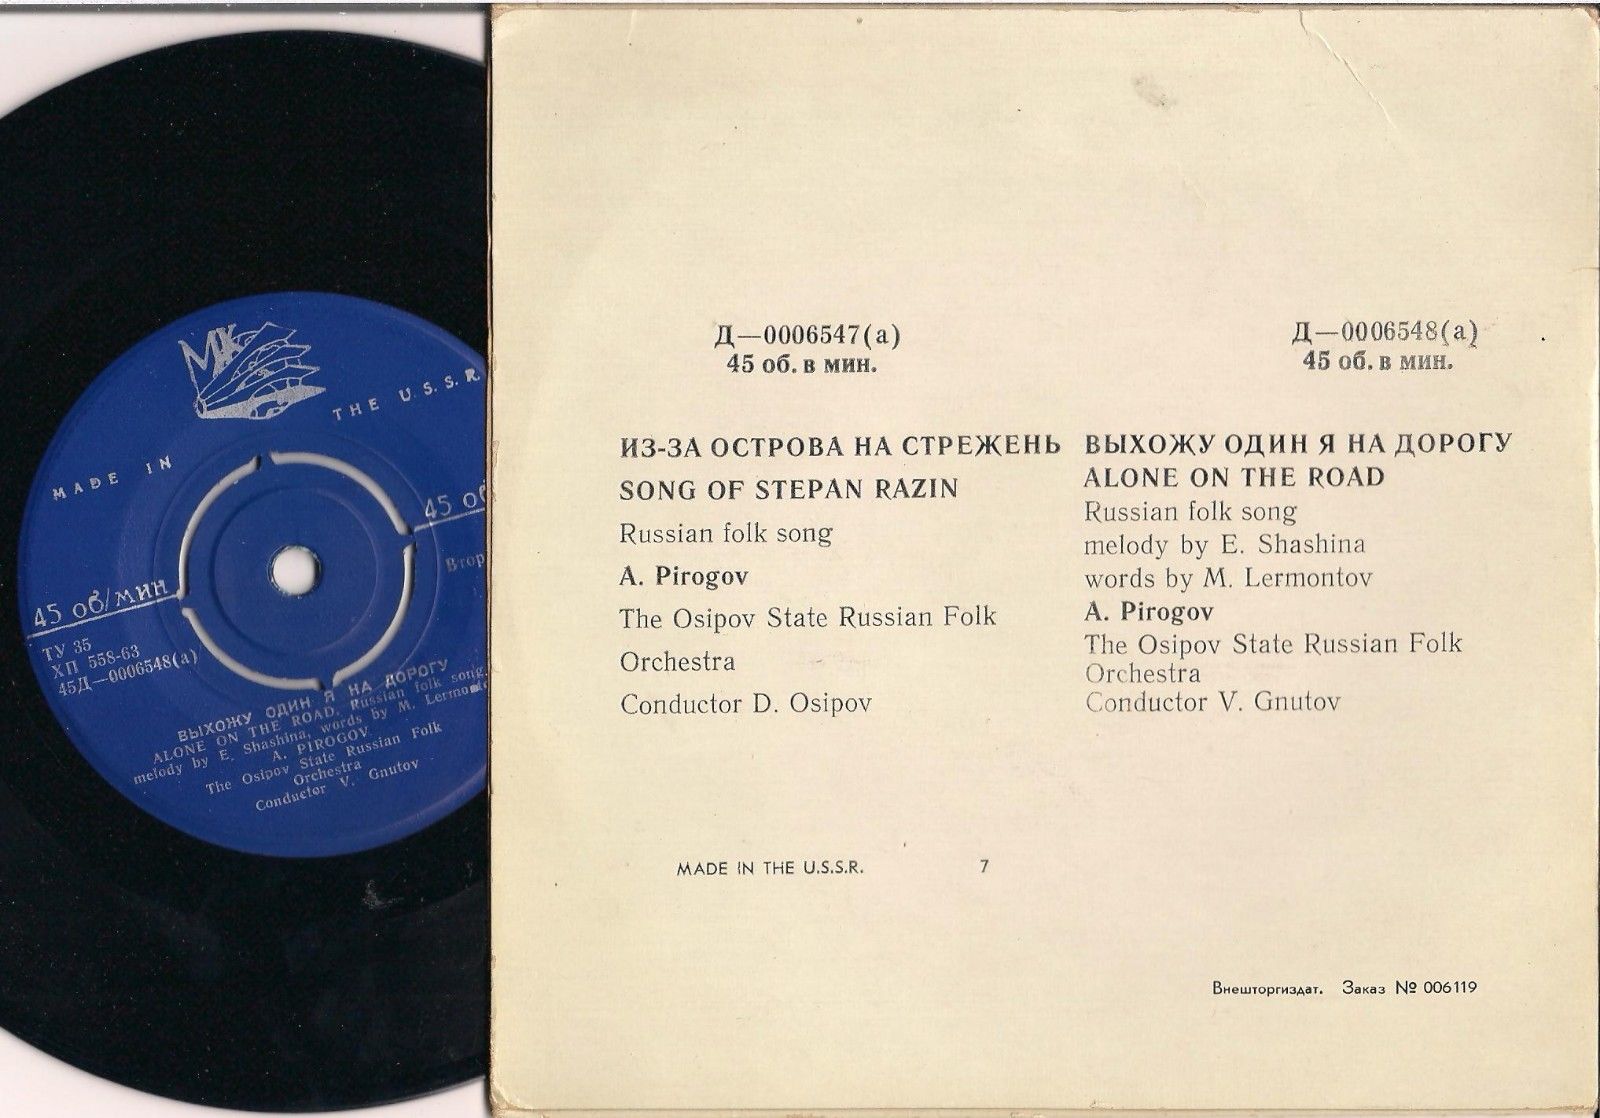 МК
MADE IN THE U.S.S.R
45 об/мин
45 об
ТУ 35
ХП 558-63
45Д—0006548(а)
ВЫХОЖУ ОДИН Я НА ДОРОГУ
ALONE ON THE ROAD. Russian folk song.
melody by E. Shashina, words by M. Lermonto
A. PIROGOV
The Osipov State Russian Folk
Orchestra
Conductor V. Gnutov
Д—0006547(а)
45 об. в мин.
ИЗ-ЗА ОСТРОВА НА СТРЕЖЕНЬ
SONG OF STEPAN RAZIN
Russian folk song
A. Pirogov
The Osipov State Russian Folk
Orchestra
Conductor D. Osipov
Д—0006548(а)
45 об. в мин.
ВЫХОЖУ ОДИН Я НА ДОРОГУ
ALONE ON THE ROAD
Russian folk song
melody by E. Shashina
words by M. Lermontov
A. Pirogov
The Osipov State Russian Folk
Orchestra
Conductor V. Gnutov
MADE IN THE U.S.S.R. 7
Внешторгиздат. Заказ № 006119